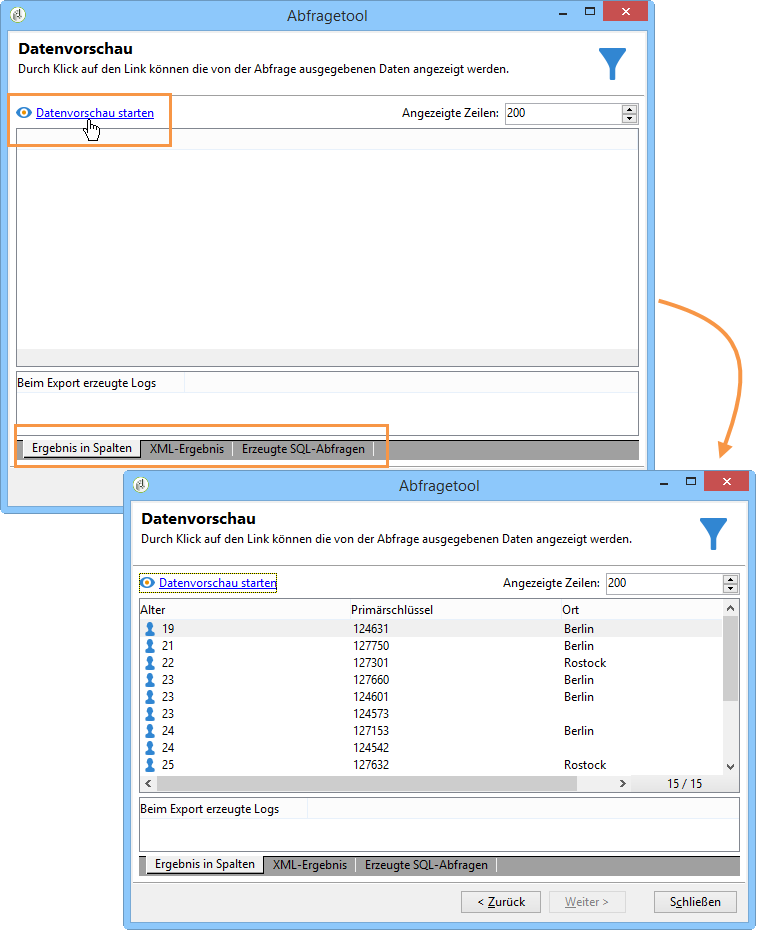 Abfragetool
Datenvorschau
Durch Klick auf den Link können die von der Abfrage ausgegebenen Daten angezeigt werden.
Datenvorschau starten Angezeigte Zeilen: 200
Beim Export erzeugte Logs
Ergebnis in Spalten XML-Ergebnis Erzeugte SQL-Abfragen
Abfragetool
Datenvorschau
Durch Klick auf den Link können die von der Abfrage ausgegebenen Daten angezeigt werden.
Datenvorschau starten Angezeigte Zeilen: 200
Alter Primärschlüssel Ort
19 124631 Berlin
21 127750 Berlin
22 127301 Rostock
23 127660 Berlin
23 124601 Berlin
23 124573
24 127153 Berlin
24 124542
25 127632 Rostock
15 / 15
Beim Export erzeugte Logs
Ergebnis in Spalten XML-Ergebnis Erzeugte SQL-Abfragen
< Zurück Weiter > Schließen